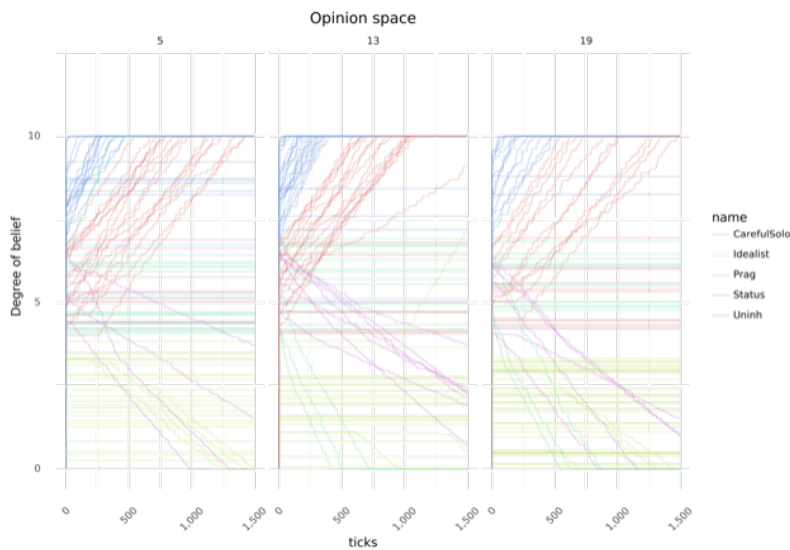 Opinion space
5 13 19
10
5
0
Degree of belief
0 500 1,000 1,500 0 500 1,000 1,500 0 500 1,000 1,500
ticks
name
CarefulSolo
Idealist
Prag
Status
Uninh